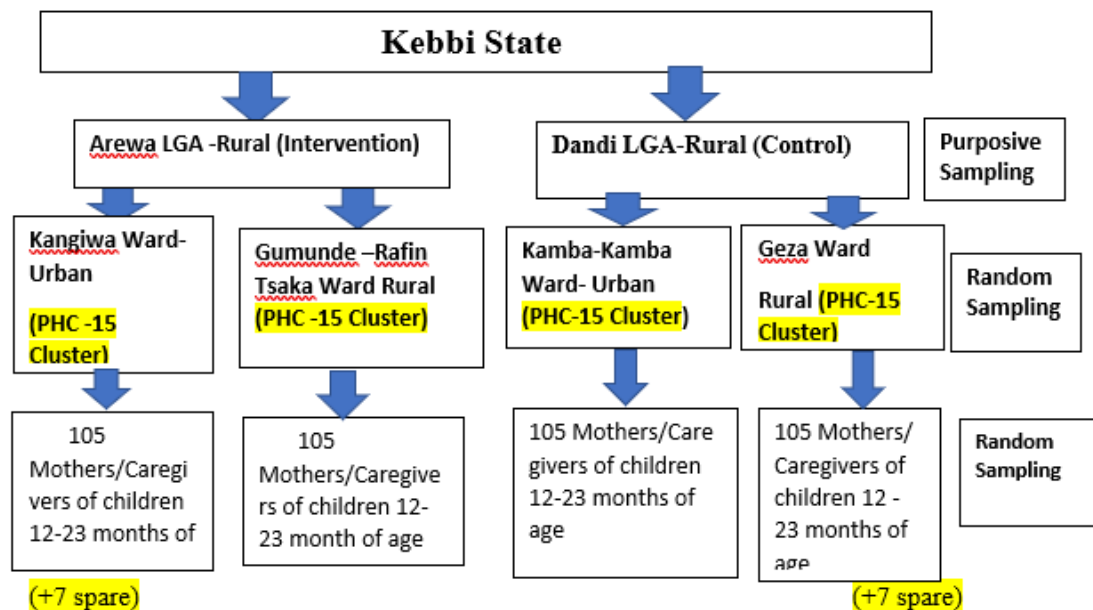 Kebbi State
Arewa LGA -Rural (Intervention)
Dandi LGA-Rural (Control)
Purposive
Sampling
Kangiwa Ward-
Urban
(PHC -15
Cluster)
Gumunde –Rafin
Tsaka Ward Rural
(PHC -15 Cluster)
Kamba-Kamba
Ward- Urban
(PHC-15 Cluster)
Geza Ward
Rural (PHC-15
Cluster)
Random
Sampling
105
Mothers/Caregi
vers of children
12-23 months of
105
Mothers/Caregive
rs of children 12-
23 month of age
105 Mothers/Care
givers of children
12-23 months of
age
105 Mothers/
Caregivers of
children 12 -
23 months of
age
Random
Sampling
(+7 spare)
(+7 spare)